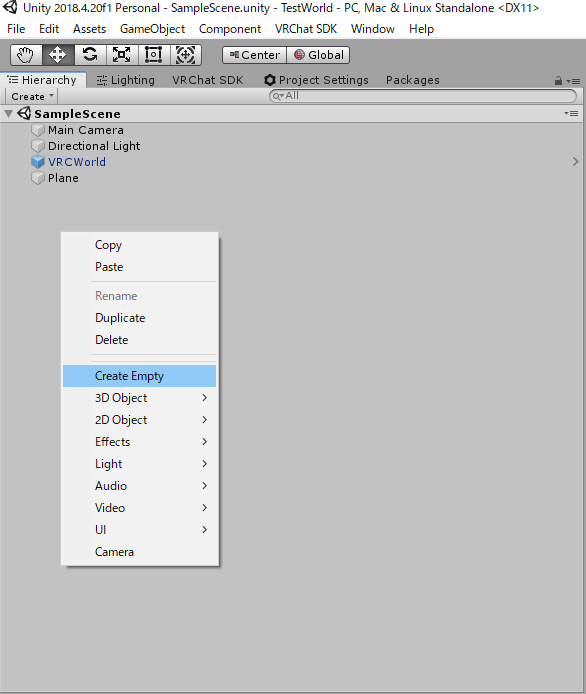 Unity 2018.4.20f1 Personal - SampleScene.unity - TestWorld - PC, Mac & Linux Standalone <DX11>
File Edit Assets GameObject Component VRChat SDK Window Help
Center Global
Hierarchy Lighting VRChat SDK Project Settings Packages
Create All
SampleScene
Main Camera
Directional Light
VRCWorld
Plane
Copy
Paste
Rename
Duplicate
Delete
Create Empty
3D Object
2D Object
Effects
Light
Audio
Video
UI
Camera